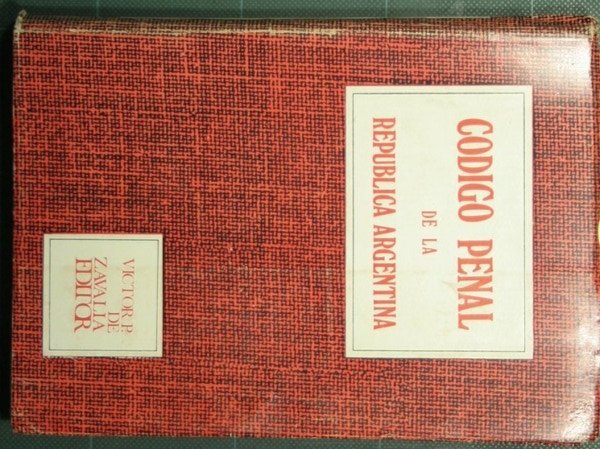 CODIGO PENAL
DE LA
REPUBLICA ARGENTINA
VICTOR P.
DE
ZAVALIA
EDITOR